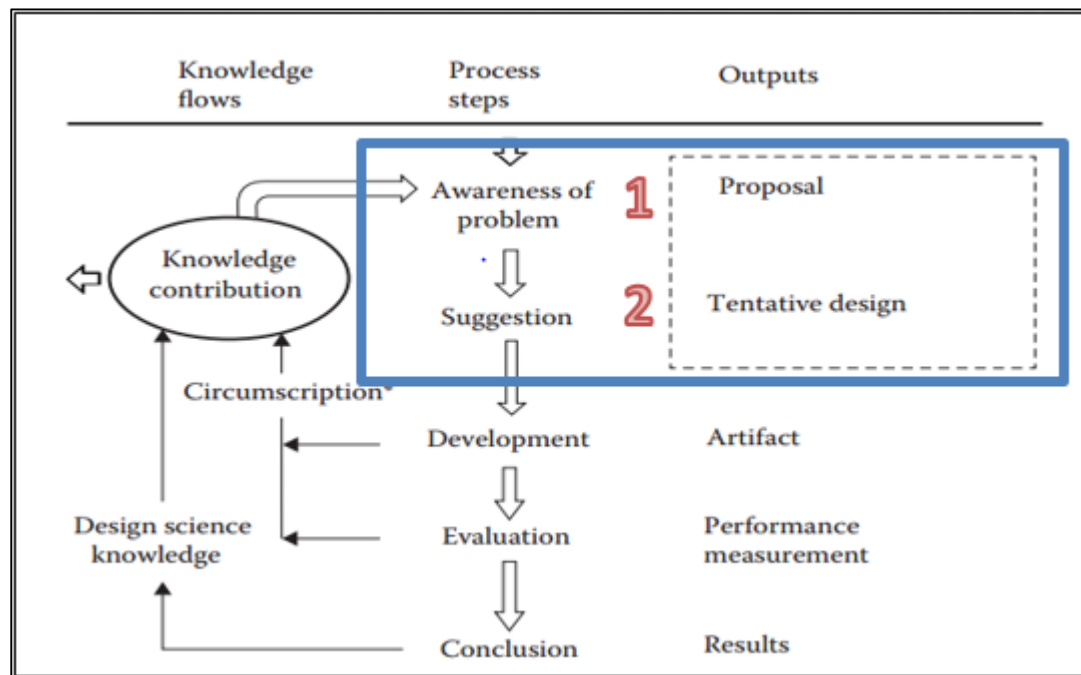 Knowledge
flows
Process
steps
Outputs
Awareness of
problem
1
Proposal
Knowledge
contribution
Suggestion
2
Tentative design
Circumscription*
Development
Artifact
Design science
knowledge
Evaluation
Performance
measurement
Conclusion
Results